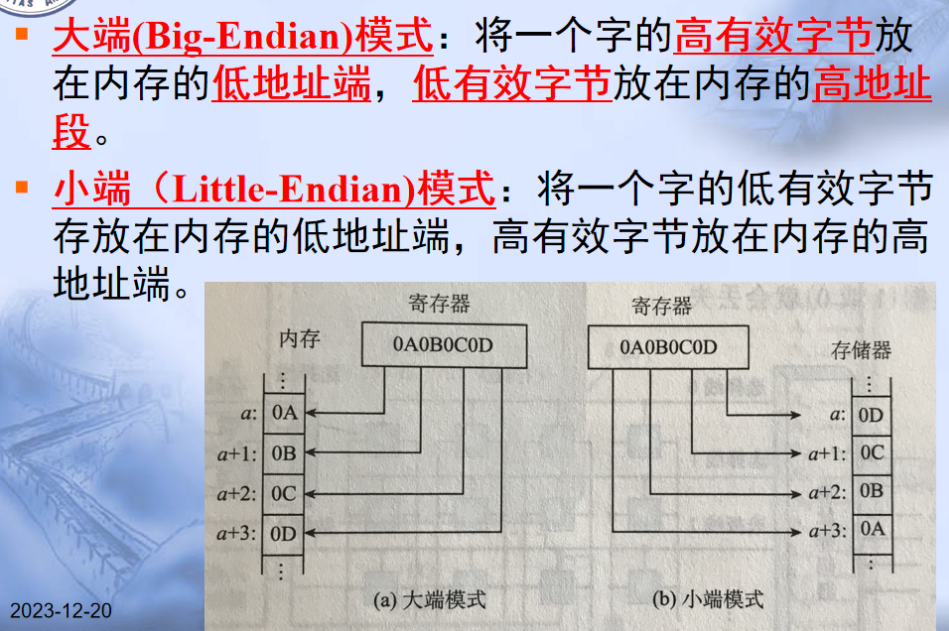 大端(Big-Endian)模式：将一个字的高有效字节放
在内存的低地址端，低有效字节放在内存的高地址
段。
小端（Little-Endian)模式：将一个字的低有效字节
存放在内存的低地址端，高有效字节放在内存的高
地址端。
寄存器
内存
0A0B0C0D
a: 0A
a+1: 0B
a+2: 0C
a+3: 0D
(a) 大端模式
寄存器
0A0B0C0D
存储器
a: 0D
a+1: 0C
a+2: 0B
a+3: 0A
(b) 小端模式
2023-12-20